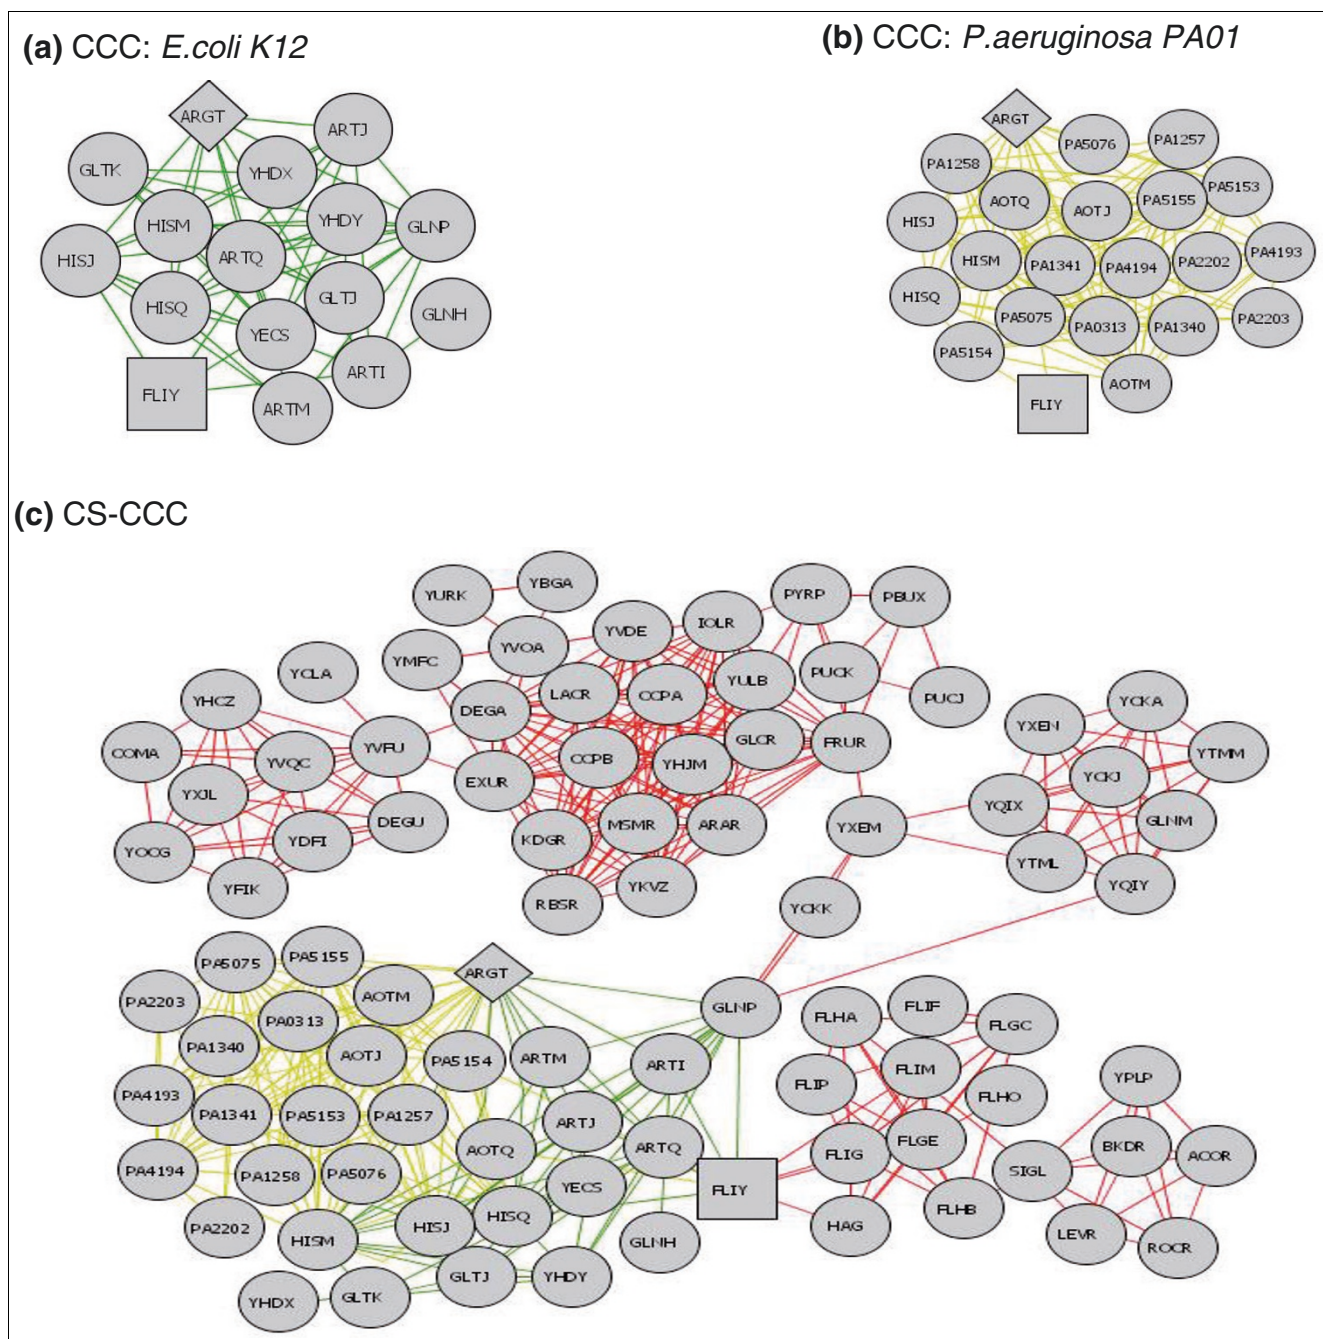 (a) CCC: E.coli K12
(b) CCC: P.aeruginosa PA01
ARGT
ARTJ
GLTK
YHDX
HISM
YHDY
GLNP
HISJ
ARTQ
HISQ
GLTJ
GLNH
YECS
ARTI
FLIY
ARTM
ARGT
PA5076
PA1257
PA1258
PA5153
AOTQ
AOTJ
PA5155
HISJ
HISM
PA1341
PA4194
PA2202
PA4193
HISQ
PA5075
PA0313
PA1340
PA2203
PA5154
AOTM
FLIY
(c) CS-CCC
YURK
YBGA
PYRP
PBUX
YVDE
IOLR
YMFC
YVOA
YCLA
YHCZ
LACR
CCPA
YULB
PUCK
PUCJ
YCKA
YXEN
DEGA
COMA
YVQC
YVFU
CCPB
YHJM
GLCR
FRUR
YTMM
YCKJ
YXJL
EXUR
YQIX
GLNM
YOCG
YDFI
DEGU
KDGR
MSMR
ARAR
YXEM
YTML
YFIK
RBSR
YKVZ
YCKK
YQIY
PA5075
PA5155
ARGT
PA2203
AOTM
GLNP
FLHA
FLIF
FLGC
PA0313
PA1340
AOTJ
PA5154
ARTM
ARTI
FLIP
FLIM
FLHO
YPLP
PA4193
PA1341
PA5153
PA1257
ARTJ
AOTQ
ARTQ
FLIG
FLGE
BKDR
ACOR
SIGL
PA4194
PA1258
PA5076
YECS
FLIY
PA2202
HISM
HISJ
HISQ
GLNH
HAG
FLHB
LEVR
ROCR
YHDX
GLTK
GLTJ
YHDY